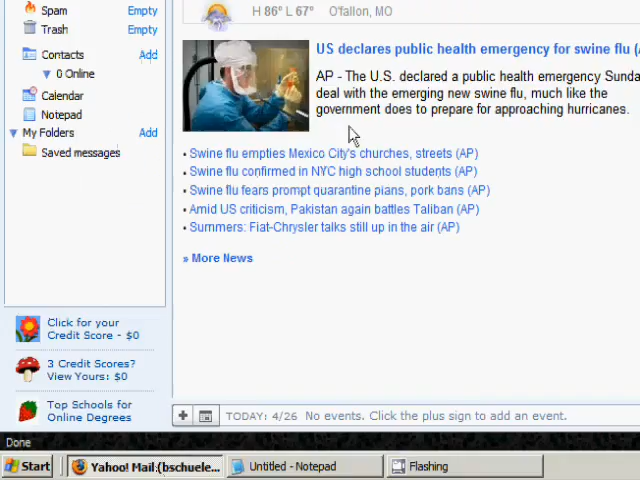 Spam Empty
Trash Empty
Contacts Add
0 Online
Calendar
Notepad
My Folders Add
Saved messages
H 86° L 67° O'fallon, MO
US declares public health emergency for swine flu (A
AP - The U.S. declared a public health emergency Sunda
deal with the emerging new swine flu, much like the
government does to prepare for approaching hurricanes.
• Swine flu empties Mexico City's churches, streets (AP)
• Swine flu confirmed in NYC high school students (AP)
• Swine flu fears prompt quarantine plans, pork bans (AP)
• Amid US criticism, Pakistan again battles Taliban (AP)
• Summers: Fiat-Chrysler talks still up in the air (AP)
» More News
Click for your
Credit Score - $0
3 Credit Scores?
View Yours: $0
Top Schools for
Online Degrees
TODAY: 4/26 No events. Click the plus sign to add an event.
Done
Start Yahoo! Mail (bschuele... Untitled - Notepad Flashing